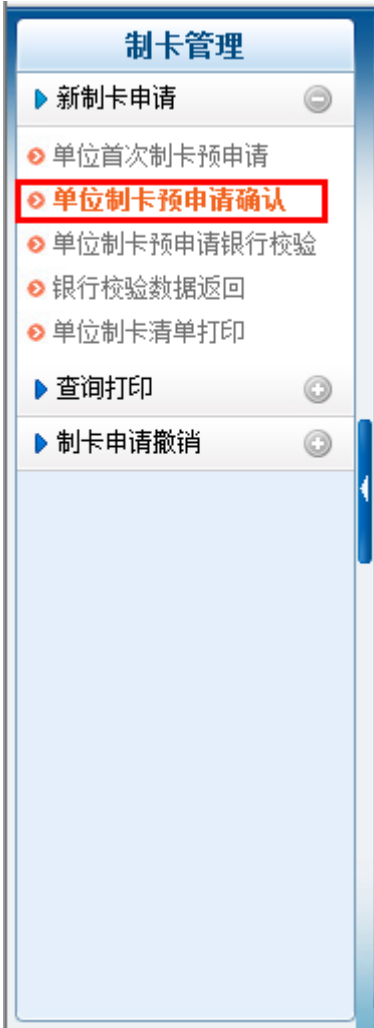 制卡管理
新制卡申请
单位首次制卡预申请
单位制卡预申请确认
单位制卡预申请银行校验
银行校验数据返回
单位制卡清单打印
查询打印
制卡申请撤销